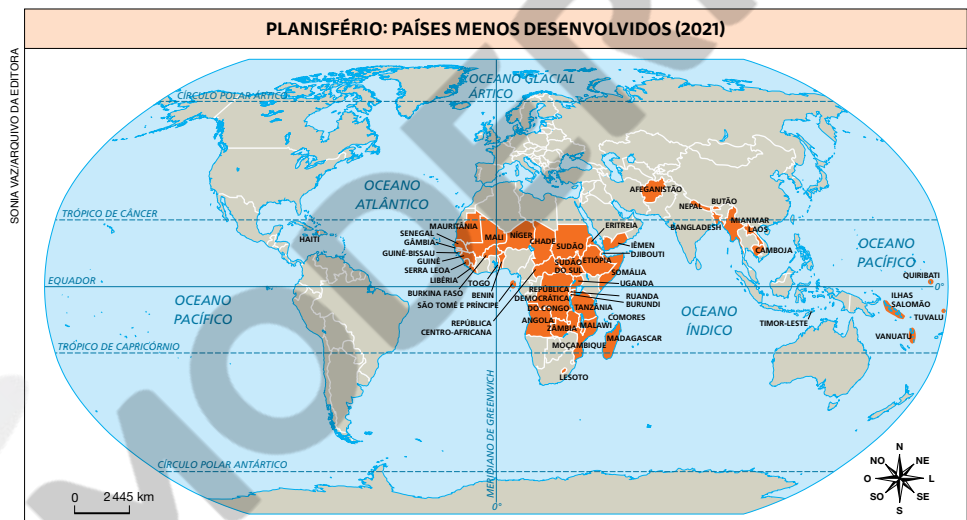 PLANISFÉRIO: PAÍSES MENOS DESENVOLVIDOS (2021)
SONIA VAZ/ARQUIVO DA EDITORA
OCEANO GLACIAL
ÁRTICO
CÍRCULO POLAR ÁRTICO
OCEANO
ATLÂNTICO
TRÓPICO DE CÂNCER
HAITI
MAURITÂNIA
SENEGAL
GÂMBIA
GUINÉ-BISSAU
GUINÉ
SERRA LEOA
LIBÉRIA
MALI
NÍGER
CHADE
SUDÃO
ERITREIA
IÊMEN
DJIBOUTI
ETIÓPIA
SUDÃO
DO SUL
SOMÁLIA
UGANDA
AFEGANISTÃO
NEPAL
BUTÃO
BANGLADESH
MIANMAR
LAOS
CAMBOJA
OCEANO
PACÍFICO
QUIRIBATI
EQUADOR
0°
BURKINA FASO
TOGO
BENIN
SÃO TOMÉ E PRÍNCIPE
REPÚBLICA
CENTRO-AFRICANA
REPÚBLICA
DEMOCRÁTICA
DO CONGO
RUANDA
BURUNDI
TANZÂNIA
COMORES
ANGOLA
ZÂMBIA
MALAWI
MOÇAMBIQUE
MADAGASCAR
LESOTO
OCEANO
PACÍFICO
OCEANO
ÍNDICO
TIMOR-LESTE
ILHAS
SALOMÃO
TUVALU
VANUATU
TRÓPICO DE CAPRICÓRNIO
MERIDIANO DE GREENWICH
CÍRCULO POLAR ANTÁRTICO
0°
0 2 445 km
N
NO NE
O L
SO SE
S
MODER